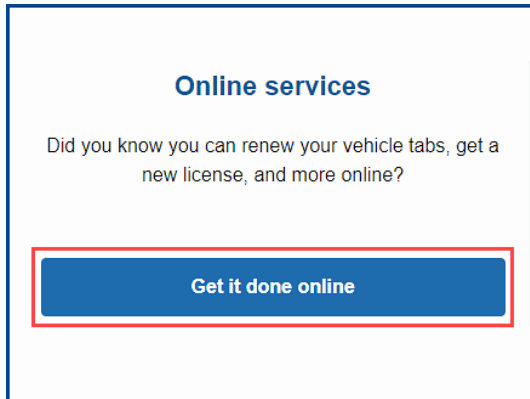 Online services
Did you know you can renew your vehicle tabs, get a
new license, and more online?
Get it done online